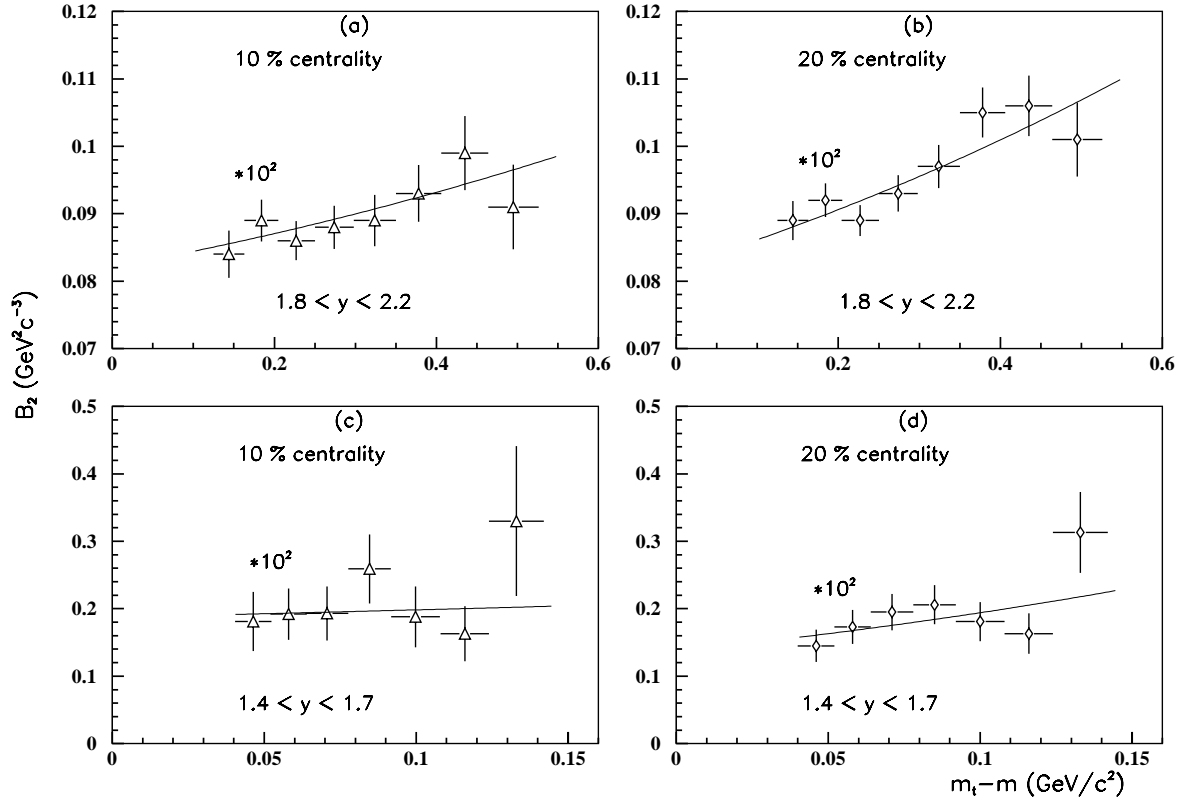 B₂ (GeV²c⁻³)
(a)
10 % centrality
*10²
1.8 < y < 2.2
0.12
0.11
0.1
0.09
0.08
0.07
0 0.2 0.4 0.6
(b)
20 % centrality
*10²
1.8 < y < 2.2
0.12
0.11
0.1
0.09
0.08
0.07
0 0.2 0.4 0.6
(c)
10 % centrality
*10²
1.4 < y < 1.7
0.5
0.4
0.3
0.2
0.1
0
0 0.05 0.1 0.15
(d)
20 % centrality
*10²
1.4 < y < 1.7
0.5
0.4
0.3
0.2
0.1
0
0 0.05 0.1 0.15
mₜ−m (GeV/c²)